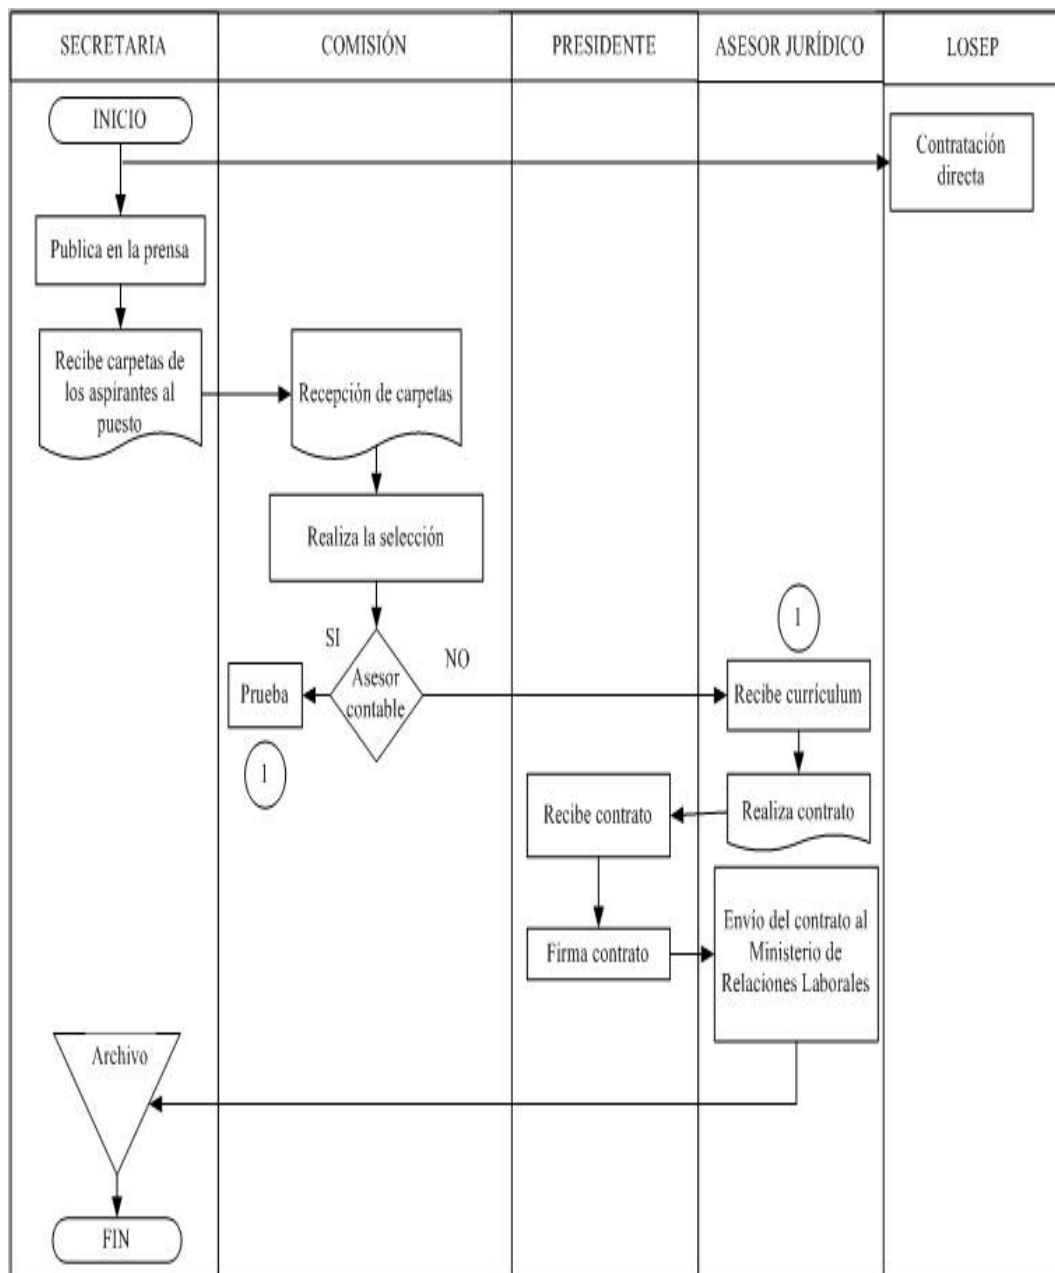 SECRETARIA
COMISIÓN
PRESIDENTE
ASESOR JURÍDICO
LOSEP
INICIO
Contratación
directa
Publica en la prensa
Recibe carpetas de
los aspirantes al
puesto
Recepción de carpetas
Realiza la selección
SI
NO
Asesor
contable
Prueba
1
1
Recibe currículum
Realiza contrato
Recibe contrato
Firma contrato
Envío del contrato al
Ministerio de
Relaciones Laborales
Archivo
FIN